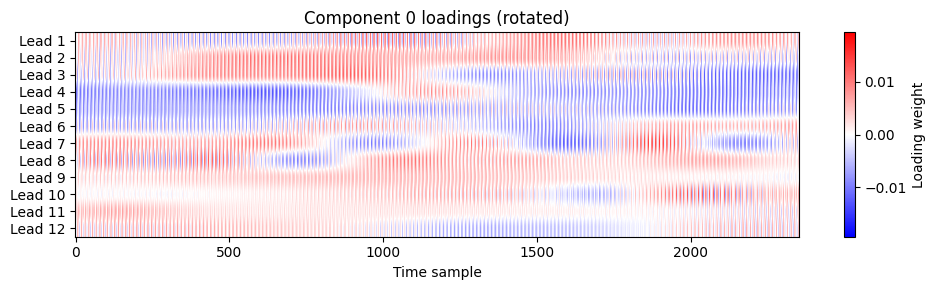 Component 0 loadings (rotated)
Lead 1
Lead 2
Lead 3
Lead 4
Lead 5
Lead 6
Lead 7
Lead 8
Lead 9
Lead 10
Lead 11
Lead 12
0
500
1000
1500
2000
Time sample
0.01
0.00
−0.01
Loading weight